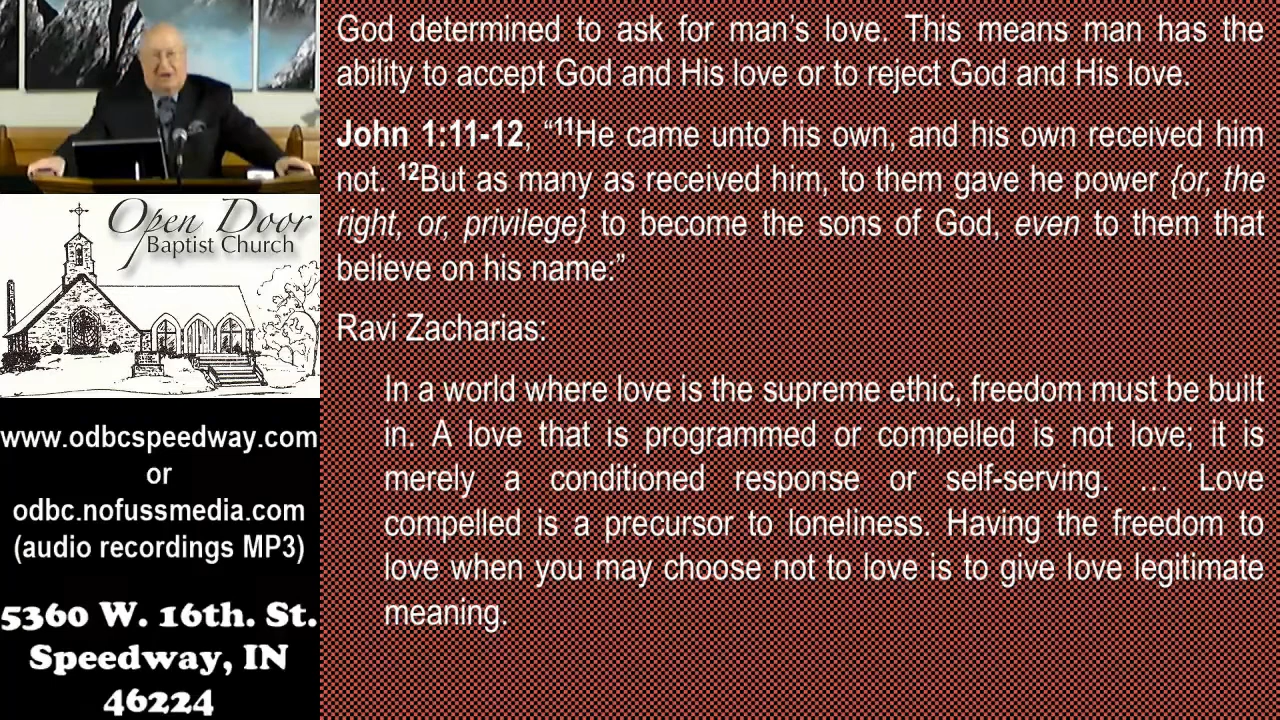 God determined to ask for man’s love. This means man has the
ability to accept God and His love or to reject God and His love.
John 1:11-12, “11He came unto his own, and his own received him
not. 12But as many as received him, to them gave he power {or, the
right, or, privilege} to become the sons of God, even to them that
believe on his name:”
Ravi Zacharias:
In a world where love is the supreme ethic, freedom must be built
in. A love that is programmed or compelled is not love; it is
merely a conditioned response or self-serving. … Love
compelled is a precursor to loneliness. Having the freedom to
love when you may choose not to love is to give love legitimate
meaning.
Open Door
Baptist Church
www.odbcspeedway.com
or
odbc.nofussmedia.com
(audio recordings MP3)
5360 W. 16th. St.
Speedway, IN
46224